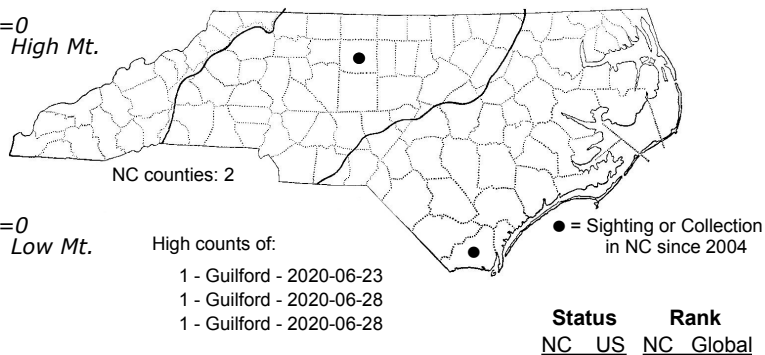 =0
High Mt.
NC counties: 2
=0
Low Mt.
High counts of:
1 - Guilford - 2020-06-23
1 - Guilford - 2020-06-28
1 - Guilford - 2020-06-28
● = Sighting or Collection
in NC since 2004
Status Rank
NC US NC Global